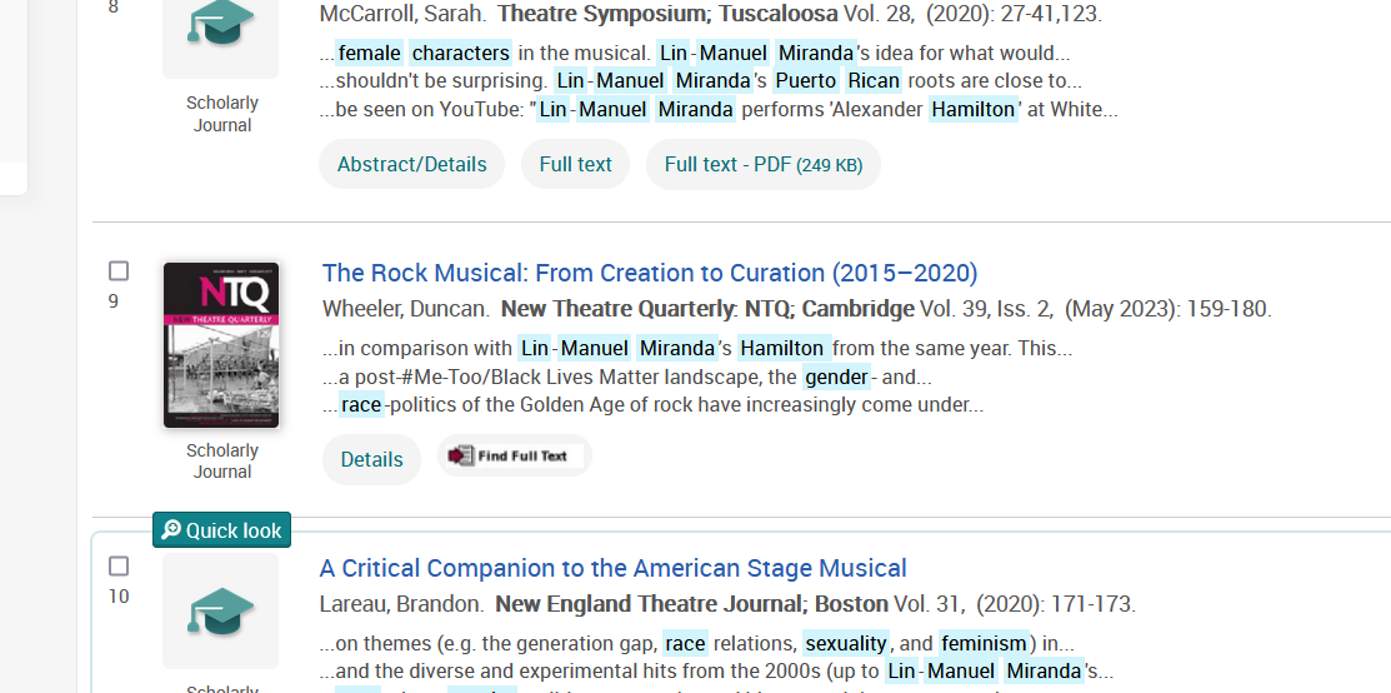 8
McCarroll, Sarah. Theatre Symposium; Tuscaloosa Vol. 28, (2020): 27-41,123.
...female characters in the musical. Lin-Manuel Miranda's idea for what would...
...shouldn't be surprising. Lin-Manuel Miranda's Puerto Rican roots are close to...
...be seen on YouTube: "Lin-Manuel Miranda performs 'Alexander Hamilton' at White...
Scholarly
Journal
Abstract/Details
Full text
Full text - PDF (249 KB)
9
NTQ
NEW THEATRE QUARTERLY
Scholarly
Journal
The Rock Musical: From Creation to Curation (2015–2020)
Wheeler, Duncan. New Theatre Quarterly: NTQ; Cambridge Vol. 39, Iss. 2, (May 2023): 159-180.
...in comparison with Lin-Manuel Miranda's Hamilton from the same year. This...
...a post-#Me-Too/Black Lives Matter landscape, the gender- and...
...race-politics of the Golden Age of rock have increasingly come under...
Details
Find Full Text
Quick look
10
A Critical Companion to the American Stage Musical
Lareau, Brandon. New England Theatre Journal; Boston Vol. 31, (2020): 171-173.
...on themes (e.g. the generation gap, race relations, sexuality, and feminism) in...
...and the diverse and experimental hits from the 2000s (up to Lin-Manuel Miranda's...
Scholarly